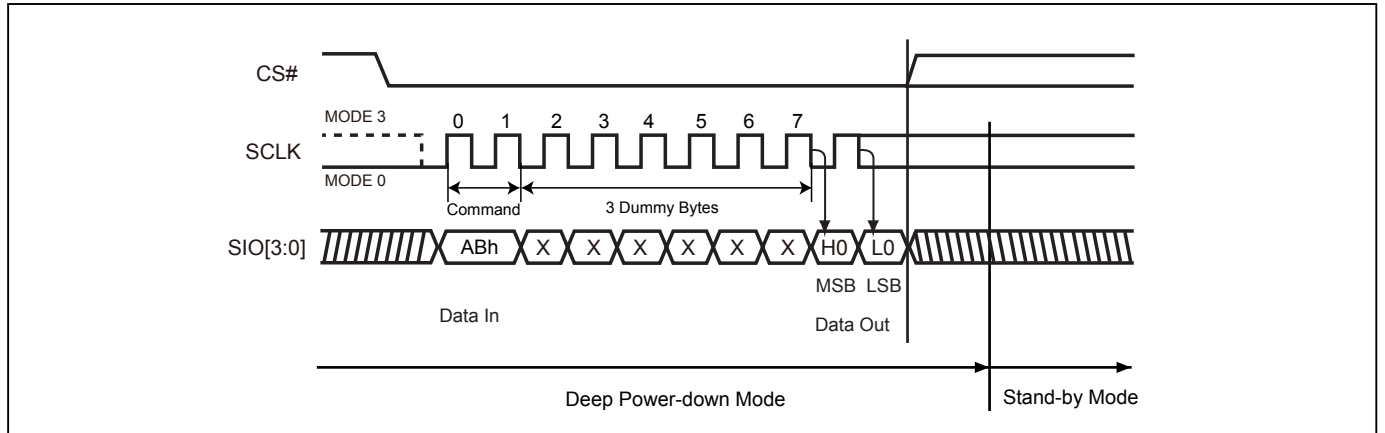 CS#
MODE 3
0 1 2 3 4 5 6 7
SCLK
MODE 0
Command
3 Dummy Bytes
SIO[3:0]
ABh X X X X X X H0 L0
MSB LSB
Data In
Data Out
Deep Power-down Mode
Stand-by Mode